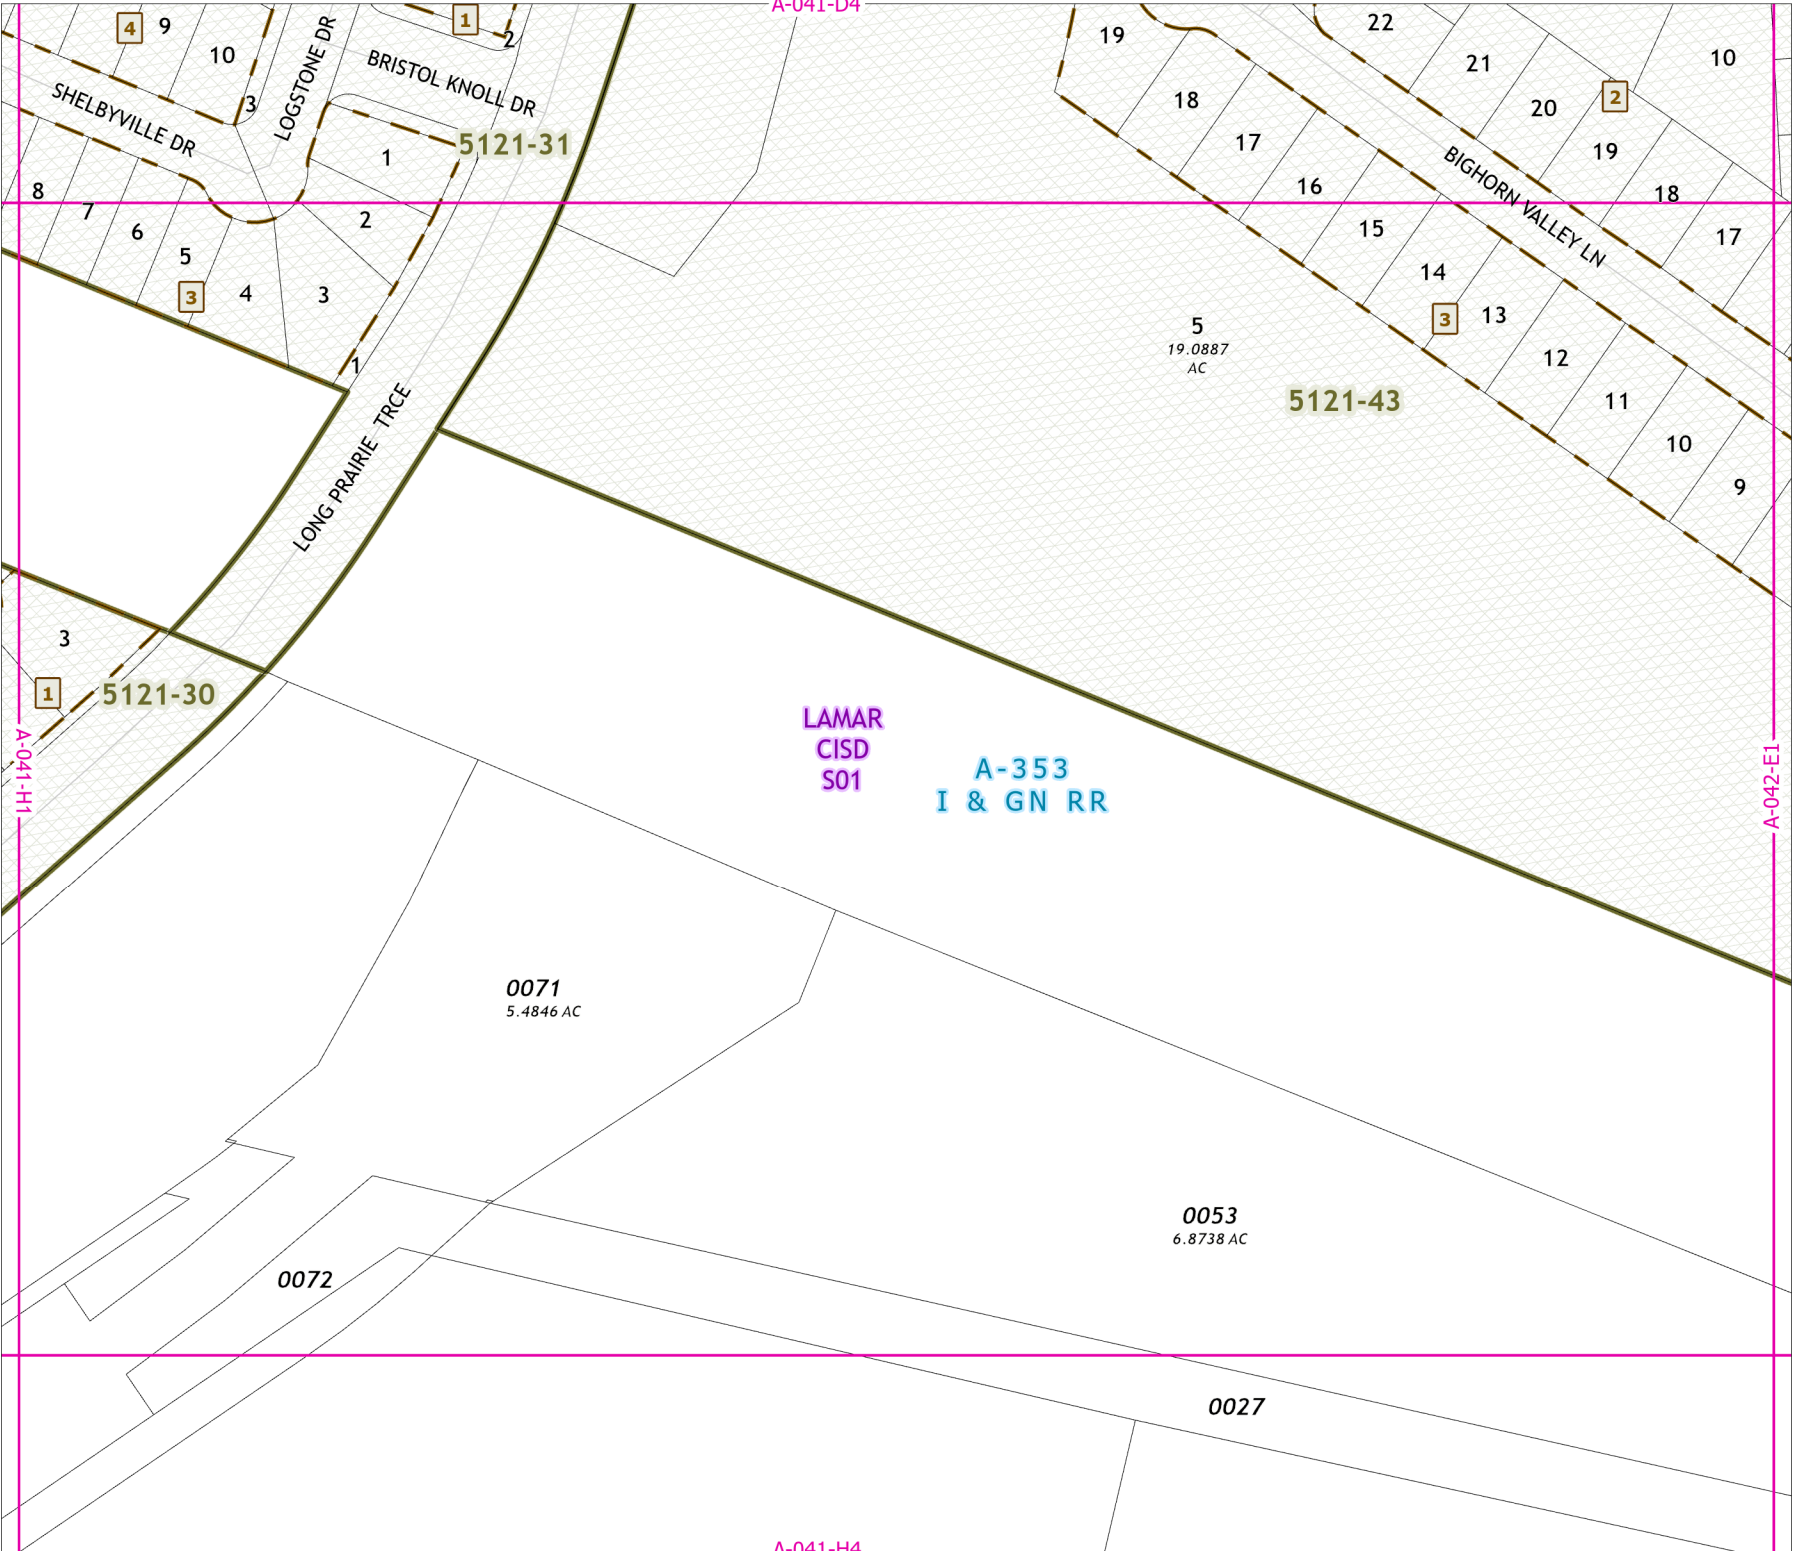 A-041-D4
4
9
10
3
LOGSTONE DR
1
2
BRISTOL KNOLL DR
SHELBYVILLE DR
5121-31
1
2
3
8
7
6
5
4
3
1
LONG PRAIRIE TRCE
19
18
17
16
15
14
13
12
11
10
9
3
22
21
20
19
18
17
2
10
BIGHORN VALLEY LN
5
19.0887
AC
5121-43
3
1
5121-30
A-041-H1
LAMAR
CISD
S01
A-353
I & GN RR
A-042-E1
0071
5.4846 AC
0053
6.8738 AC
0072
0027
A-041-H4